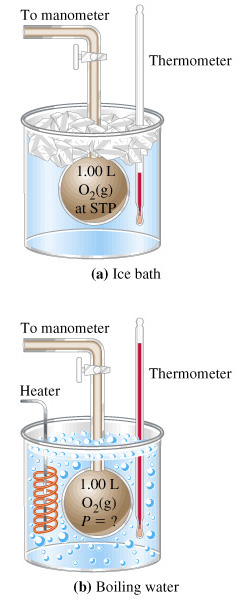 To manometer
Thermometer
1.00 L
O₂(g)
at STP
(a) Ice bath
To manometer
Thermometer
Heater
1.00 L
O₂(g)
P = ?
(b) Boiling water